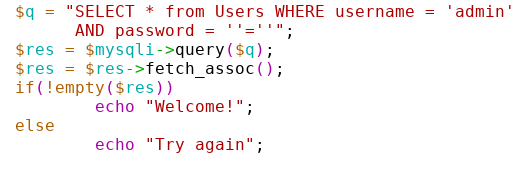 $q = "SELECT * from Users WHERE username = 'admin'
      AND password = ''=''";
$res = $mysqli->query($q);
$res = $res->fetch_assoc();
if(!empty($res))
        echo "Welcome!";
else
        echo "Try again";